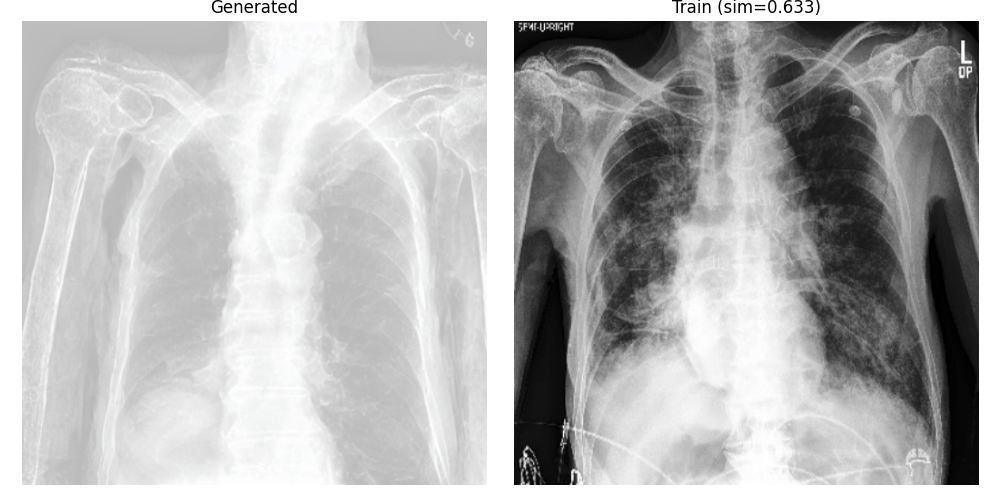 Generated
Train (sim=0.633)
SEMI-UPRIGHT
L
OP